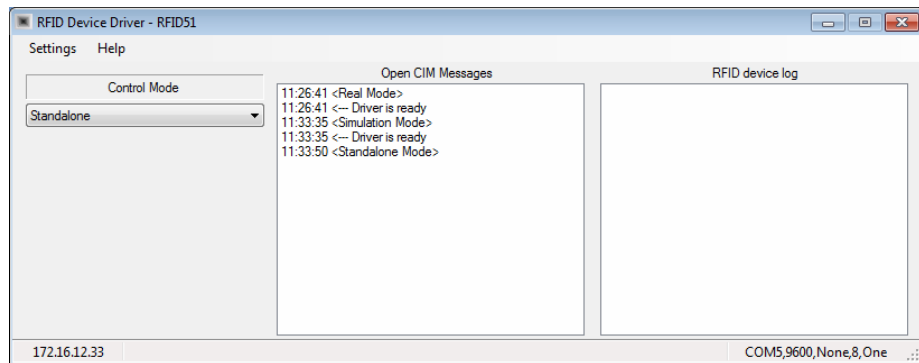 RFID Device Driver - RFID51
Settings Help
Control Mode
Standalone
Open CIM Messages
11:26:41 <Real Mode>
11:26:41 <--- Driver is ready
11:33:35 <Simulation Mode>
11:33:35 <--- Driver is ready
11:33:50 <Standalone Mode>
RFID device log
172.16.12.33
COM5,9600,None,8,One